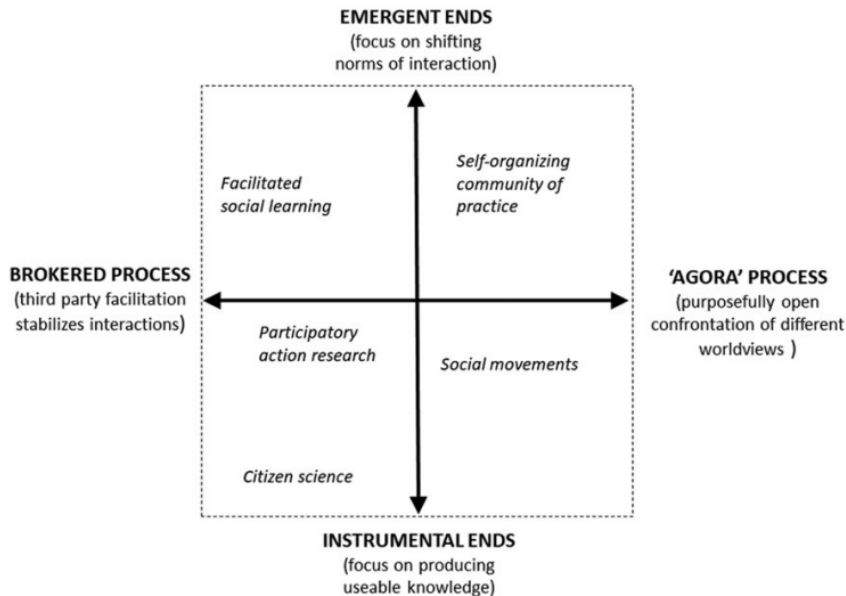 EMERGENT ENDS
(focus on shifting
norms of interaction)
Facilitated
social learning
Self-organizing
community of
practice
BROKERED PROCESS
(third party facilitation
stabilizes interactions)
‘AGORA’ PROCESS
(purposefully open
confrontation of different
worldviews )
Participatory
action research
Social movements
Citizen science
INSTRUMENTAL ENDS
(focus on producing
useable knowledge)